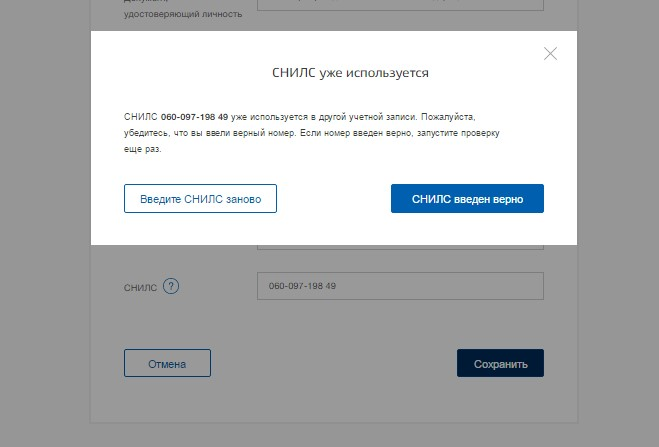 удостоверяющий личность
СНИЛС уже используется
СНИЛС 060-097-198 49 уже используется в другой учетной записи. Пожалуйста,
убедитесь, что вы ввели верный номер. Если номер введен верно, запустите проверку
еще раз.
Введите СНИЛС заново
СНИЛС введен верно
СНИЛС ? 060-097-198 49
Отмена
Сохранить